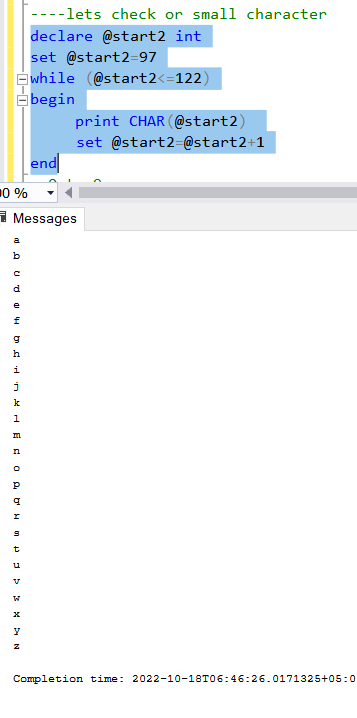 ----lets check or small character
declare @start2 int
set @start2=97
while (@start2<=122)
begin
print CHAR(@start2)
set @start2=@start2+1
end
00 %
Messages
a
b
c
d
e
f
g
h
i
j
k
l
m
n
o
p
q
r
s
t
u
v
w
x
y
z
Completion time: 2022-10-18T06:46:26.0171325+05:0